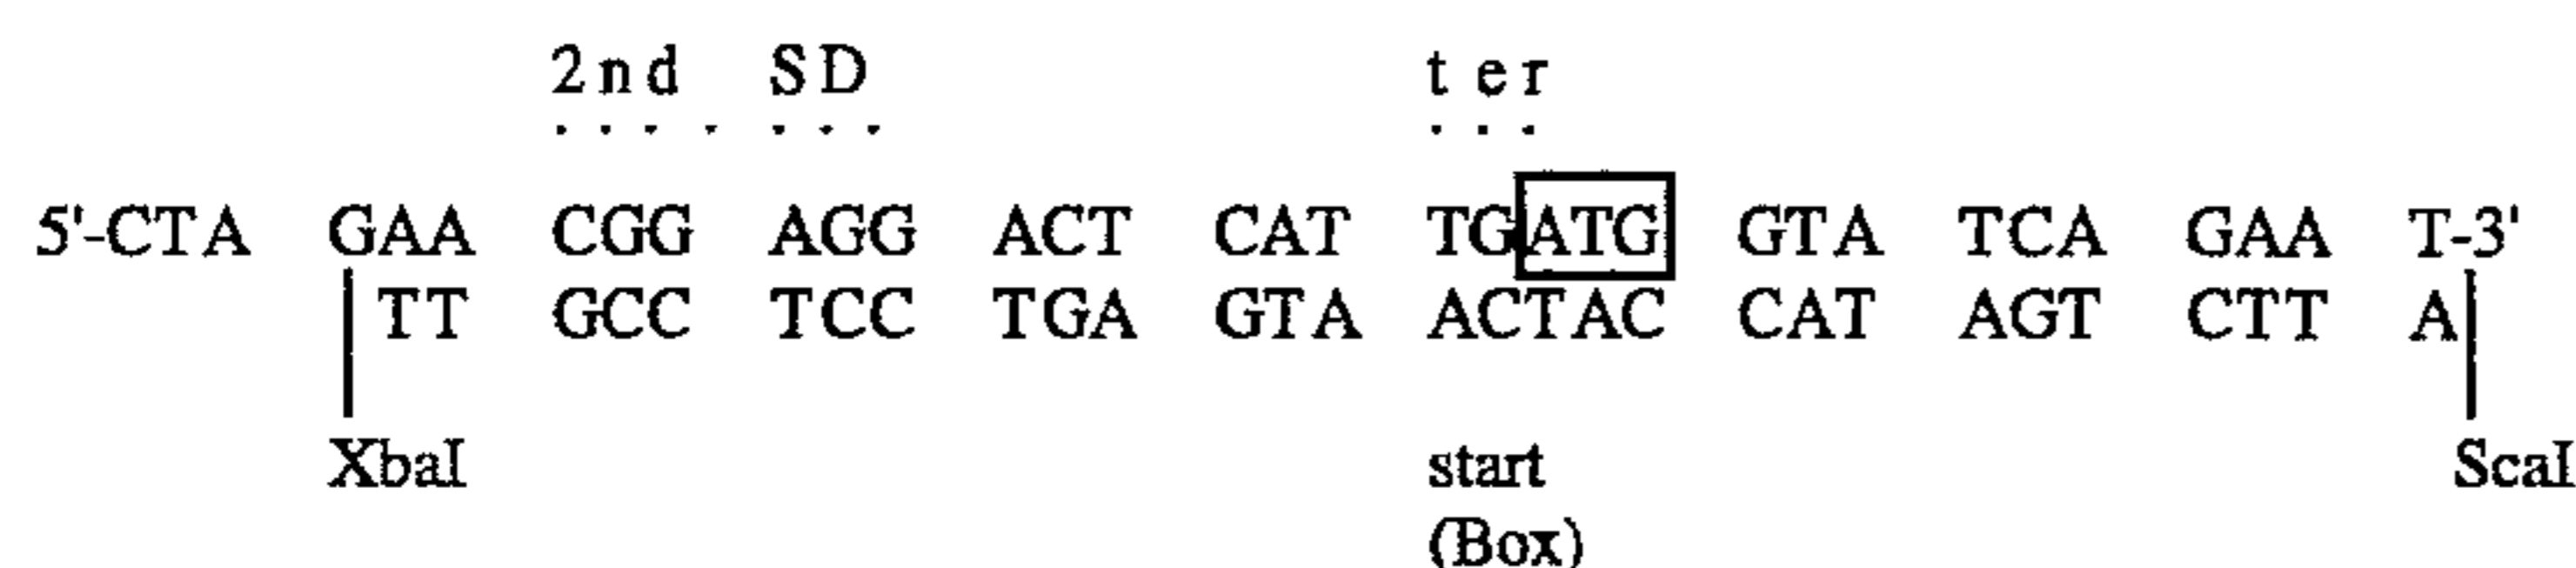 2nd SD ter
5'-CTA GAA CGG AGG ACT CAT TGATG GTA TCA GAA T-3'
TT GCC TCC TGA GTA ACTAC CAT AGT CTT A
XbaI start ScaI
(Box)